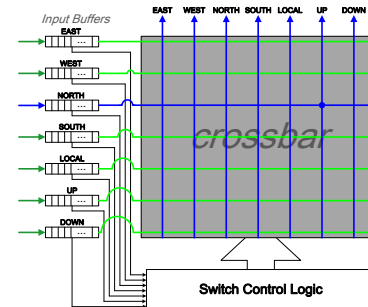 Input Buffers
EAST WEST NORTH SOUTH LOCAL UP DOWN
EAST
...
WEST
...
NORTH
...
SOUTH
...
LOCAL
...
UP
...
DOWN
...
crossbar
Switch Control Logic